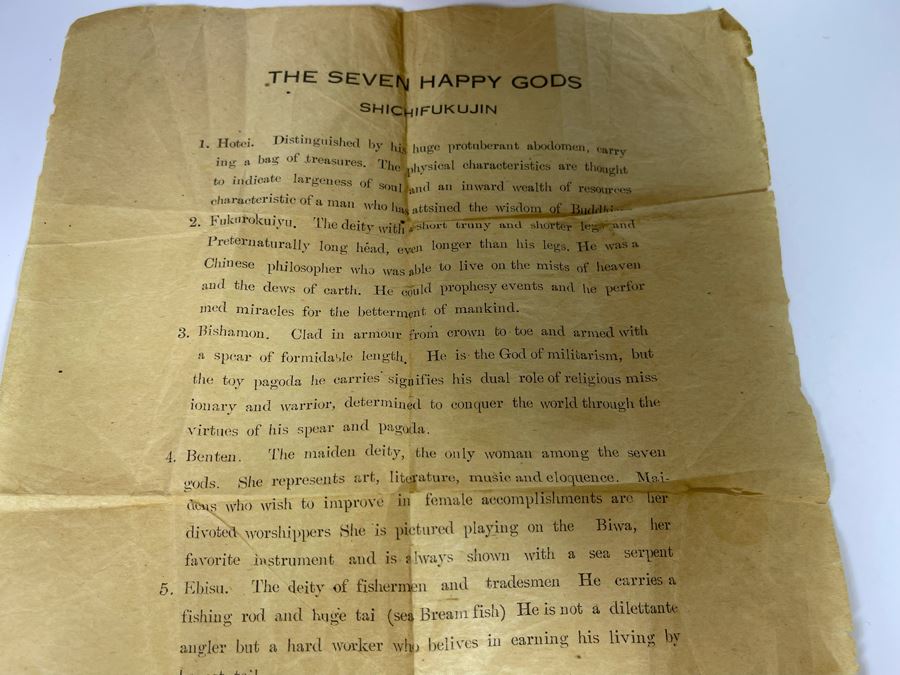 THE SEVEN HAPPY GODS
SHICHIFUKUJIN
1. Hotei. Distinguished by his huge protuberant abodomen, carry
ing a bag of treasures. The physical characteristics are thought
to indicate largeness of soul and an inward wealth of resources
characteristic of a man who has attsined the wisdom of
2. Fukurokuiyu. The deity with short truny and shorter legs and
Preternaturally long head, even longer than his legs. He was a
Chinese philosopher who was able to live on the mists of heaven
and the dews of carth. He could prophesy events and he perfor
med miracles for the betterment of mankind.
3. Bishamon. Clad in armour from crown to toe and armed with
a spear of formidable length. He is the God of militarism, but
the toy pagoda he carries signifies his dual role of religious miss
ionary and warrior, determined to conquer the world through the
virtues of his spear and pagoda.
4. Benten. The maiden deity, the only woman among the seven
gods. She represents art, literature, music and eloquence. Mai-
dens who wish to improve in female accomplishments are her
divoted worshippers She is pictured playing on the Biwa, her
favorite instrument and is always shown with a sea serpent
5. Ebisu. The deity of fishermen and tradesmen He carries a
fishing rod and huge tai (sea Bream fish) He is not a dilettante
angler but a hard worker who belives in earning his living by